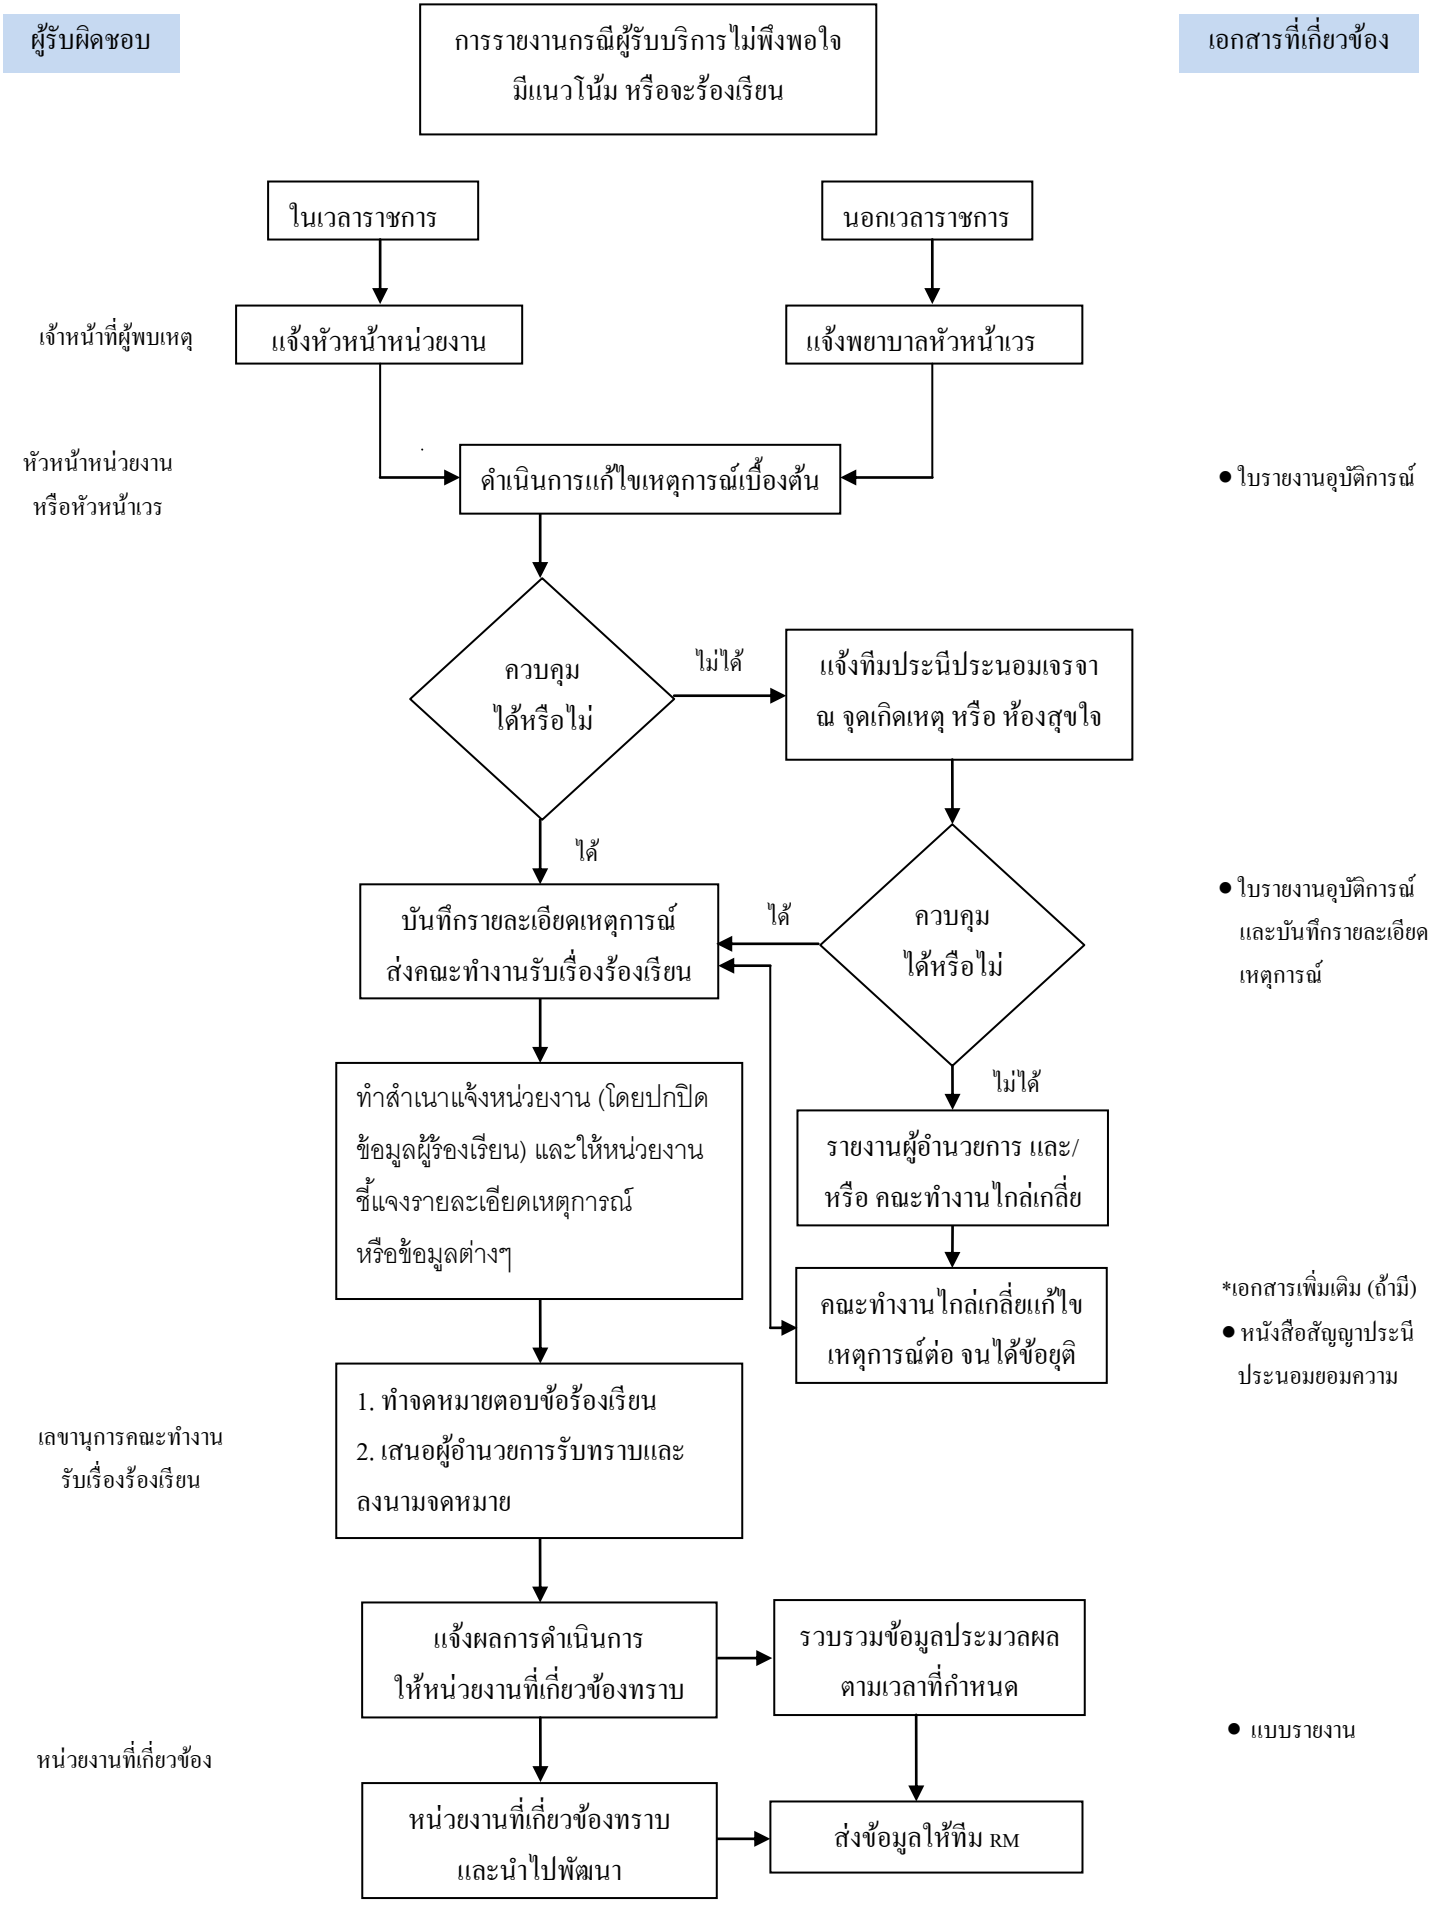 ผู้รับผิดชอบ
การรายงานกรณีผู้รับบริการไม่พึงพอใจ
มีแนวโน้ม หรือจะร้องเรียน
เอกสารที่เกี่ยวข้อง
ในเวลาราชการ
นอกเวลาราชการ
เจ้าหน้าที่ผู้พบเหตุ
แจ้งหัวหน้าหน่วยงาน
แจ้งพยาบาลหัวหน้าเวร
หัวหน้าหน่วยงาน
หรือหัวหน้าเวร
ดำเนินการแก้ไขเหตุการณ์เบื้องต้น
● ใบรายงานอุบัติการณ์
ควบคุม
ได้หรือไม่
ไม่ได้
แจ้งทีมประนีประนอมเจรจา
ณ จุดเกิดเหตุ หรือ ห้องสุขใจ
ได้
บันทึกรายละเอียดเหตุการณ์
ส่งคณะทำงานรับเรื่องร้องเรียน
ได้
ควบคุม
ได้หรือไม่
● ใบรายงานอุบัติการณ์
และบันทึกรายละเอียด
เหตุการณ์
ไม่ได้
ทำสำเนาแจ้งหน่วยงาน (โดยปกปิด
ข้อมูลผู้ร้องเรียน) และให้หน่วยงาน
ชี้แจงรายละเอียดเหตุการณ์
หรือข้อมูลต่างๆ
รายงานผู้อำนวยการ และ/
หรือ คณะทำงานไกล่เกลี่ย
คณะทำงานไกล่เกลี่ยแก้ไข
เหตุการณ์ต่อ จนได้ข้อยุติ
*เอกสารเพิ่มเติม (ถ้ามี)
● หนังสือสัญญาประนี
ประนอมยอมความ
เลขานุการคณะทำงาน
รับเรื่องร้องเรียน
1. ทำจดหมายตอบข้อร้องเรียน
2. เสนอผู้อำนวยการรับทราบและ
ลงนามจดหมาย
แจ้งผลการดำเนินการ
ให้หน่วยงานที่เกี่ยวข้องทราบ
รวบรวมข้อมูลประมวลผล
ตามเวลาที่กำหนด
● แบบรายงาน
หน่วยงานที่เกี่ยวข้อง
หน่วยงานที่เกี่ยวข้องทราบ
และนำไปพัฒนา
ส่งข้อมูลให้ทีม RM